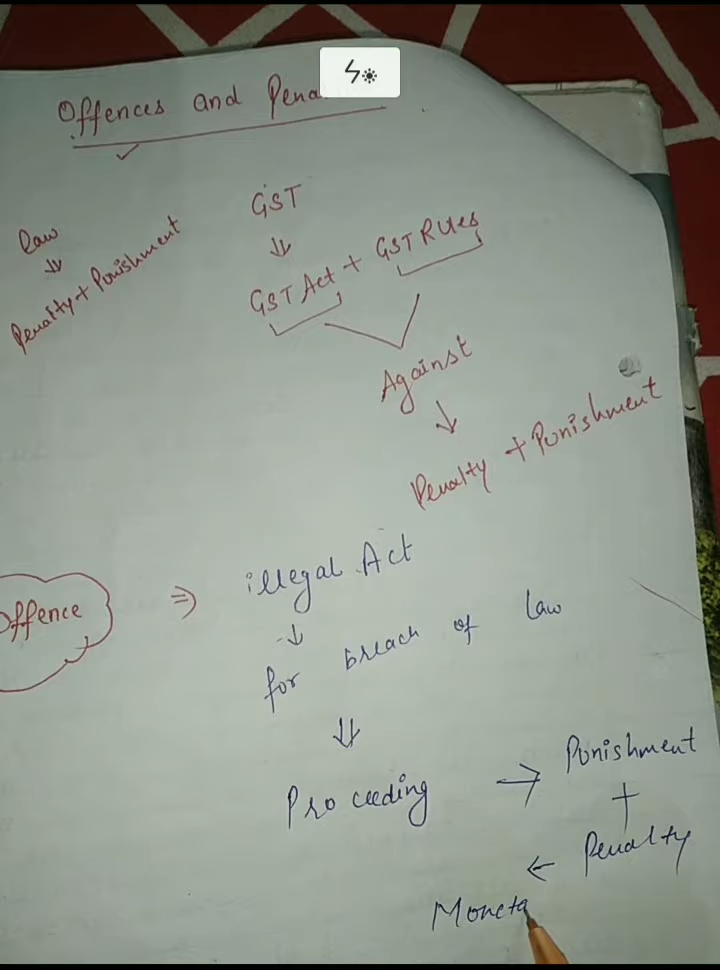 Offences and Pena
GST
Law
Penalty + Punishment
GST Act + GST Rules
Against
Penalty + Punishment
Offence ⇒ illegal Act
for breach of law
Proceeding → Punishment
+
← Penalty
Moneta